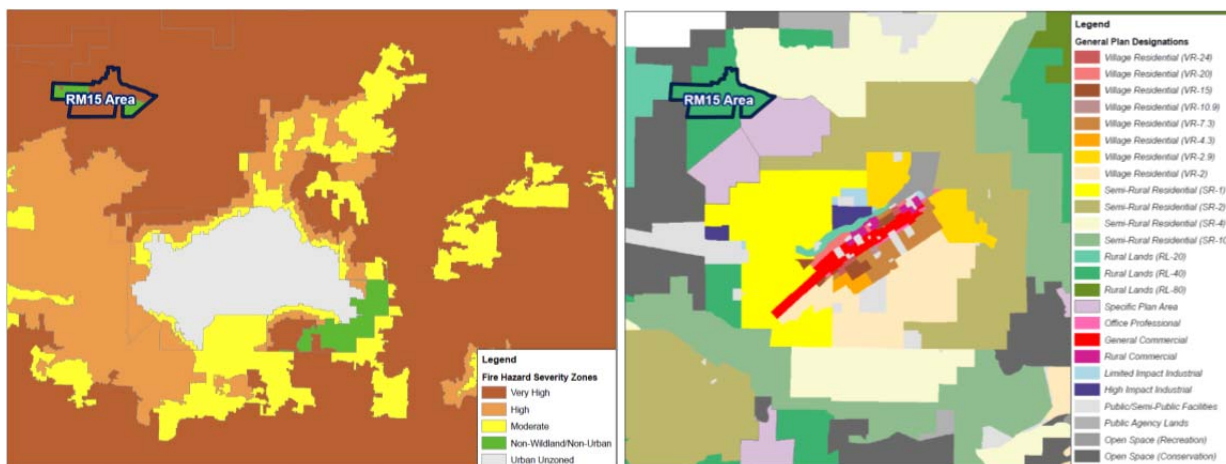 RM15 Area
Legend
Fire Hazard Severity Zones
Very High
High
Moderate
Non-Wildland/Non-Urban
Urban Unzoned
RM15 Area
Legend
General Plan Designations
Village Residential (VR-24)
Village Residential (VR-20)
Village Residential (VR-15)
Village Residential (VR-10.9)
Village Residential (VR-7.3)
Village Residential (VR-4.3)
Village Residential (VR-2.9)
Village Residential (VR-2)
Semi-Rural Residential (SR-1)
Semi-Rural Residential (SR-2)
Semi-Rural Residential (SR-4)
Semi-Rural Residential (SR-10
Rural Lands (RL-20)
Rural Lands (RL-40)
Rural Lands (RL-80)
Specific Plan Area
Office Professional
General Commercial
Rural Commercial
Limited Impact Industrial
High Impact Industrial
Public/Semi-Public Facilities
Public Agency Lands
Open Space (Recreation)
Open Space (Conservation)